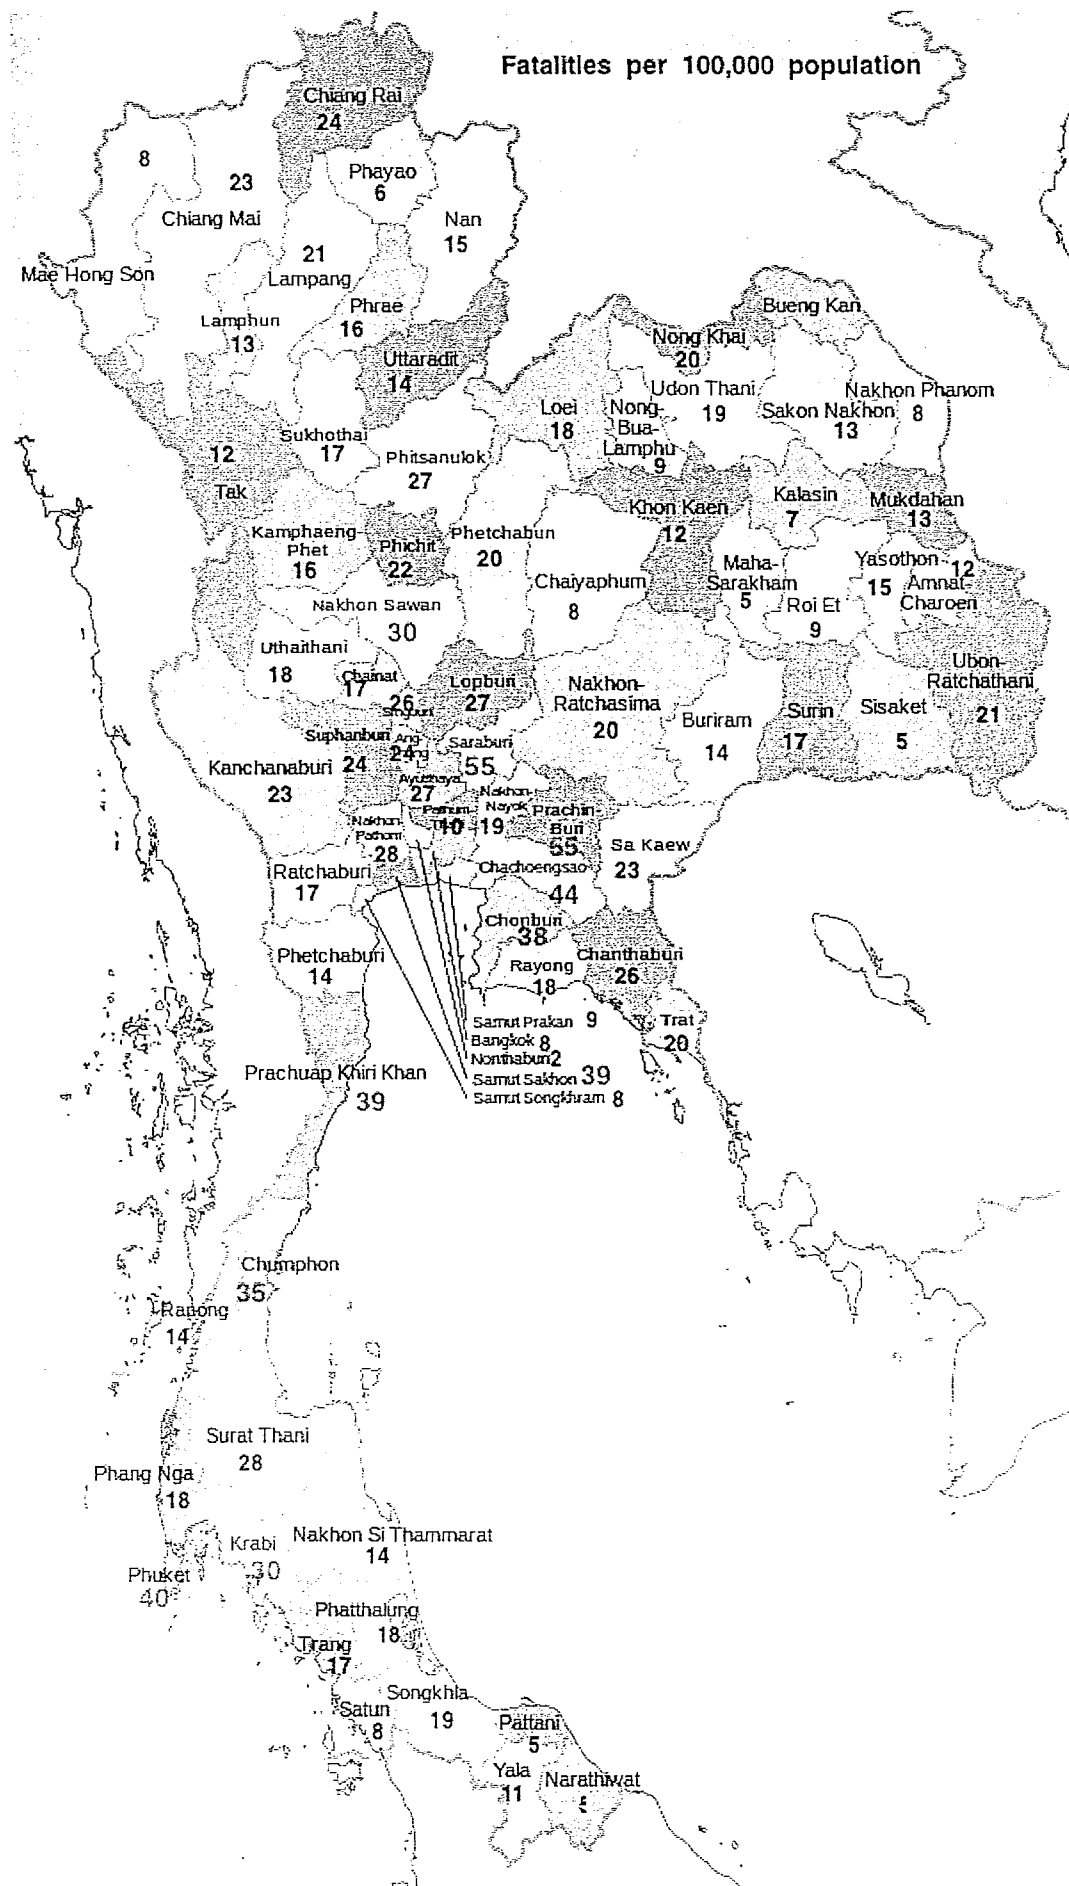 Fatalities per 100,000 population
Chiang Rai
24
8
Phayao
6
23
Chiang Mai
Nan
15
21
Lampang
Mae Hong Son
Phrae
16
Lamphun
13
Bueng Kan
Nong Khai
20
Uttaradit
14
Udon Thani
19
Nakhon Phanom
8
Loei
18
Nong-
Bua-
Lamphu
9
Sakon Nakhon
13
Sukhothai
17
12
Tak
Phitsanulok
27
Khon Kaen
12
Kalasin
7
Mukdahan
13
Kamphaeng-
Phet
16
Phichit
22
Phetchabun
20
Chaiyaphum
8
Maha-
Sarakham
5
Yasothon
15
12
Amnat
Charoen
Roi Et
9
Nakhon Sawan
30
Uthaithani
18
Chainat
17
Lopburi
27
26
Singburi
Nakhon-
Ratchasima
20
Ubon-
Ratchathani
21
Buriram
14
Surin
17
Sisaket
5
Suphanburi
24
Ang-
24
Saraburi
55
Kanchanaburi
23
Ayutthaya
27
Nakhon-
Nayok
19
Pathum-
10
Prachin-
Buri
55
Nakhon-
Pathom
28
Sa Kaew
23
Ratchaburi
17
Chachoengsao
44
Chonburi
38
Phetchaburi
14
Rayong
18
Chanthaburi
26
Samut Prakan 9
Bangkok 8
Nonthaburi 2
Samut Sakhon 39
Samut Songkhram 8
Trat
20
Prachuap Khiri Khan
39
Chumphon
35
Ranong
14
Surat Thani
28
Phang Nga
18
Nakhon Si Thammarat
14
Krabi
30
Phuket
40
Phatthalung
18
Trang
17
Songkhla
19
Satun
8
Pattani
5
Yala
11
Narathiwat